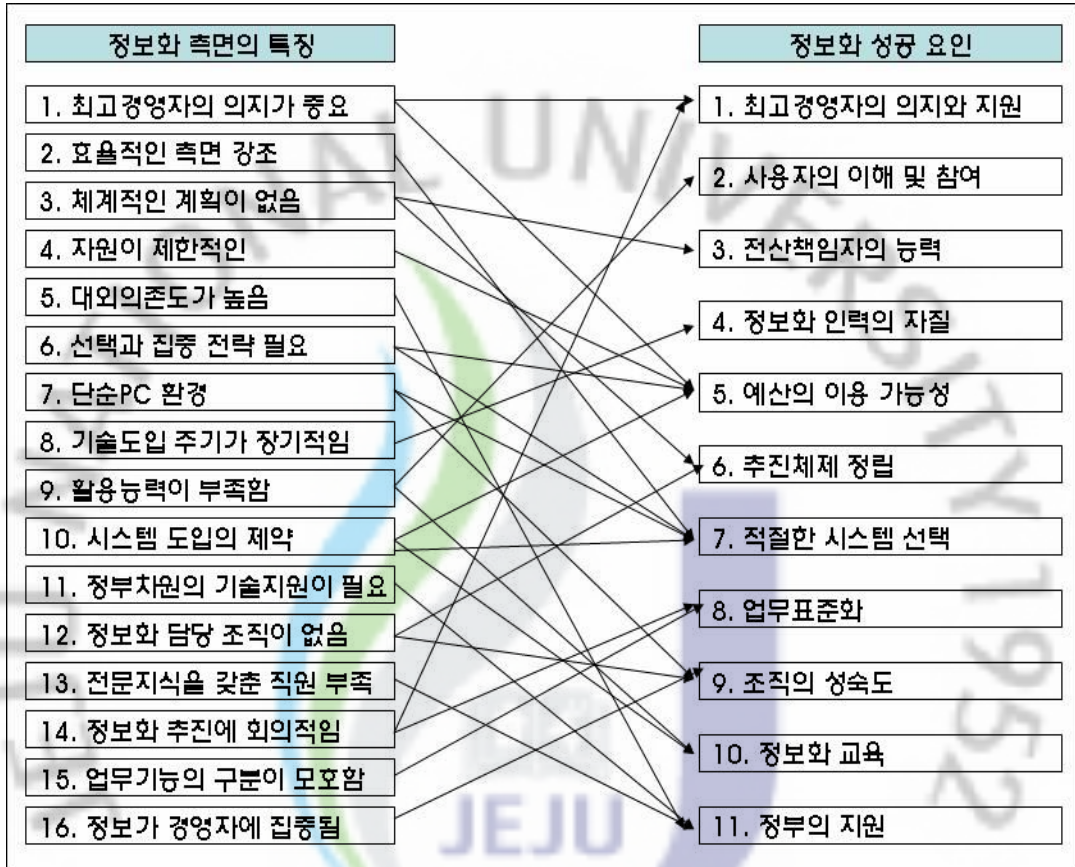 정보화 측면의 특징
1. 최고경영자의 의지가 중요
2. 효율적인 측면 강조
3. 체계적인 계획이 없음
4. 자원이 제한적인
5. 대외의존도가 높음
6. 선택과 집중 전략 필요
7. 단순PC 환경
8. 기술도입 주기가 장기적임
9. 활용능력이 부족함
10. 시스템 도입의 제약
11. 정부차원의 기술지원이 필요
12. 정보화 담당 조직이 없음
13. 전문지식을 갖춘 직원 부족
14. 정보화 추진에 회의적임
15. 업무기능의 구분이 모호함
16. 정보가 경영자에 집중됨
정보화 성공 요인
1. 최고경영자의 의지와 지원
2. 사용자의 이해 및 참여
3. 전산책임자의 능력
4. 정보화 인력의 자질
5. 예산의 이용 가능성
6. 추진체제 정립
7. 적절한 시스템 선택
8. 업무표준화
9. 조직의 성숙도
10. 정보화 교육
11. 정부의 지원
JEJU NATIONAL UNIVERSITY 1952
JEJU